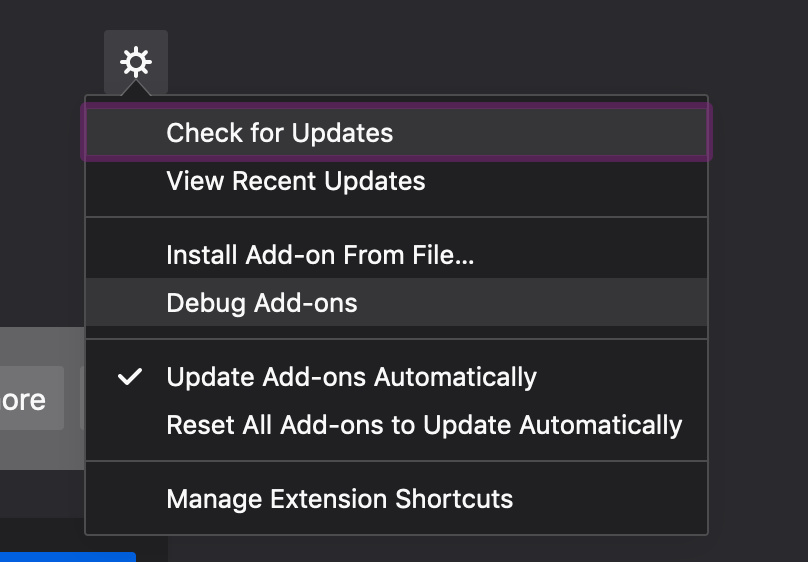 Check for Updates
View Recent Updates
Install Add-on From File...
Debug Add-ons
ore
Update Add-ons Automatically
Reset All Add-ons to Update Automatically
Manage Extension Shortcuts